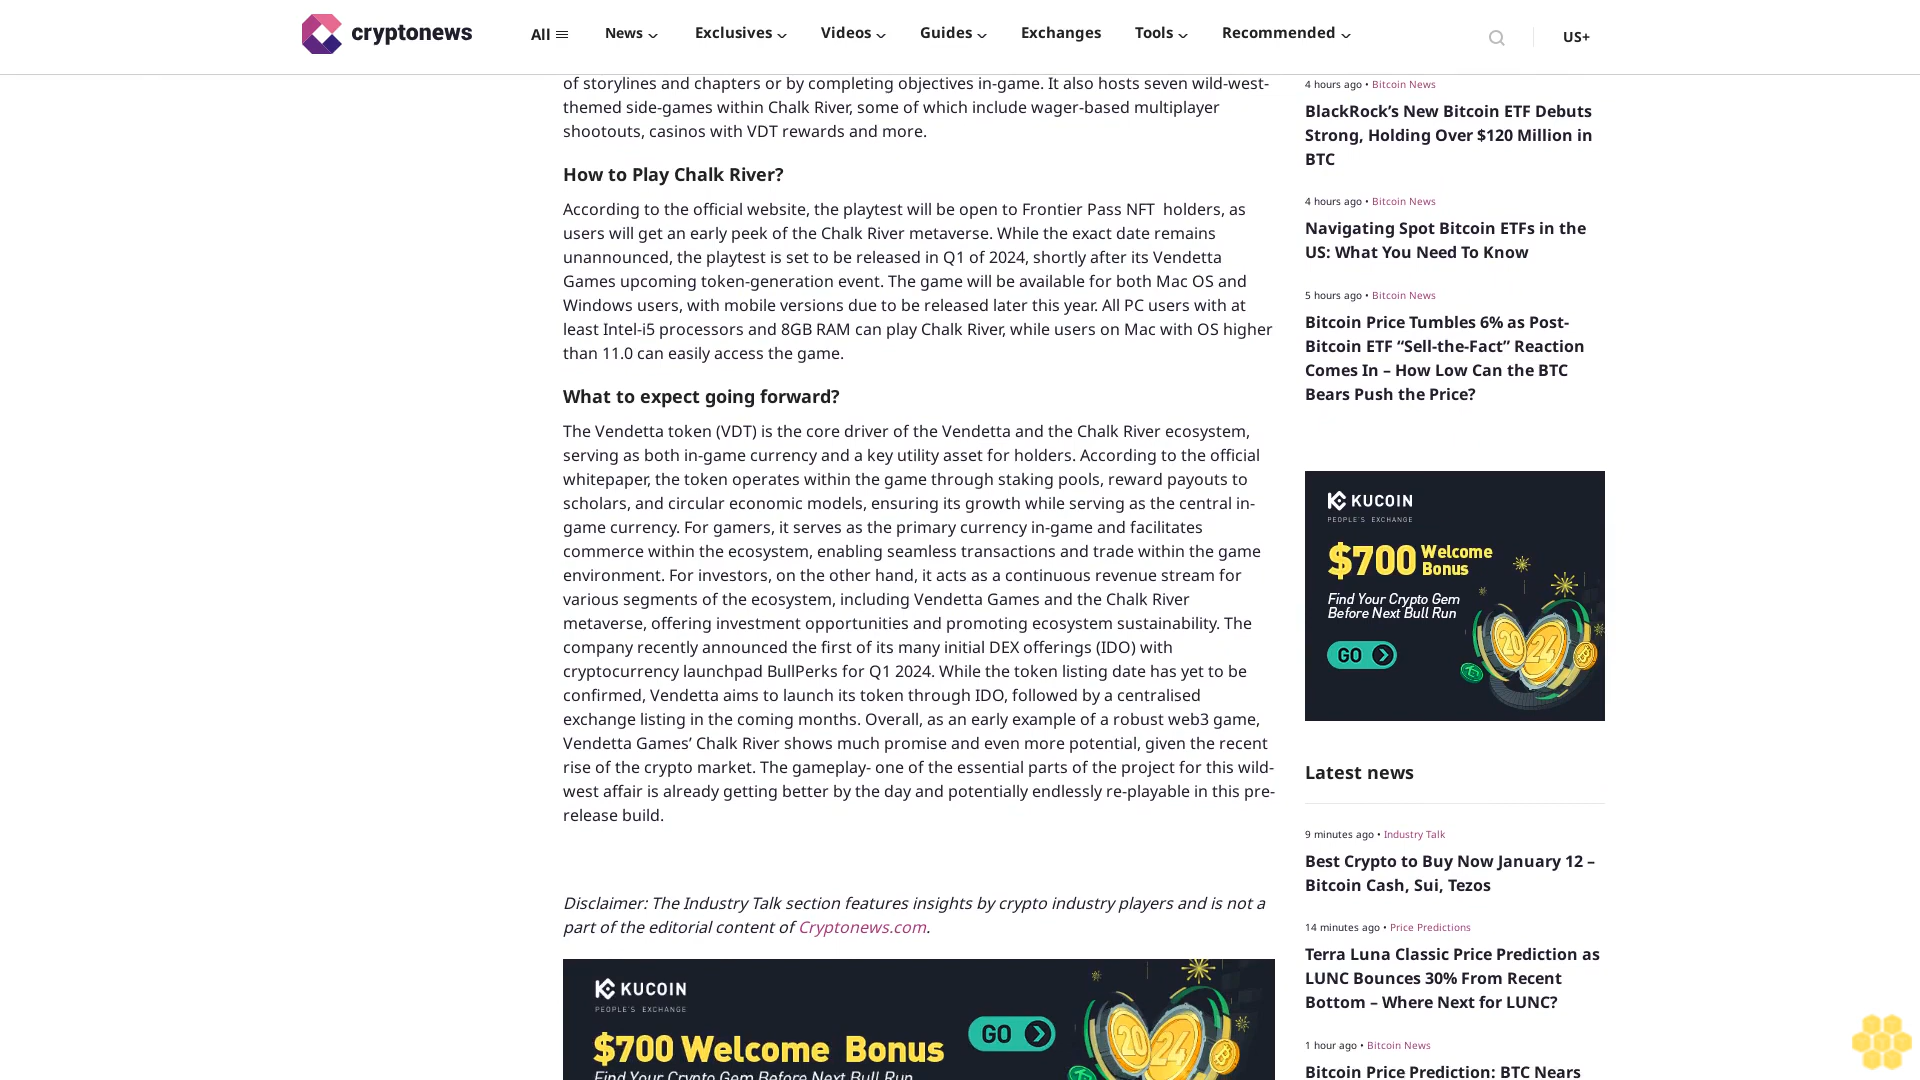 cryptonews
All
News
Exclusives
Videos
Guides
Exchanges
Tools
Recommended
US+
of storylines and chapters or by completing objectives in-game. It also hosts seven wild-west-
themed side-games within Chalk River, some of which include wager-based multiplayer
shootouts, casinos with VDT rewards and more.
How to Play Chalk River?
According to the official website, the playtest will be open to Frontier Pass NFT  holders, as
users will get an early peek of the Chalk River metaverse. While the exact date remains
unannounced, the playtest is set to be released in Q1 of 2024, shortly after its Vendetta
Games upcoming token-generation event. The game will be available for both Mac OS and
Windows users, with mobile versions due to be released later this year. All PC users with at
least Intel-i5 processors and 8GB RAM can play Chalk River, while users on Mac with OS higher
than 11.0 can easily access the game.
What to expect going forward?
The Vendetta token (VDT) is the core driver of the Vendetta and the Chalk River ecosystem,
serving as both in-game currency and a key utility asset for holders. According to the official
whitepaper, the token operates within the game through staking pools, reward payouts to
scholars, and circular economic models, ensuring its growth while serving as the central in-
game currency. For gamers, it serves as the primary currency in-game and facilitates
commerce within the ecosystem, enabling seamless transactions and trade within the game
environment. For investors, on the other hand, it acts as a continuous revenue stream for
various segments of the ecosystem, including Vendetta Games and the Chalk River
metaverse, offering investment opportunities and promoting ecosystem sustainability. The
company recently announced the first of its many initial DEX offerings (IDO) with
cryptocurrency launchpad BullPerks for Q1 2024. While the token listing date has yet to be
confirmed, Vendetta aims to launch its token through IDO, followed by a centralised
exchange listing in the coming months. Overall, as an early example of a robust web3 game,
Vendetta Games’ Chalk River shows much promise and even more potential, given the recent
rise of the crypto market. The gameplay- one of the essential parts of the project for this wild-
west affair is already getting better by the day and potentially endlessly re-playable in this pre-
release build.
Disclaimer: The Industry Talk section features insights by crypto industry players and is not a
part of the editorial content of Cryptonews.com.
KUCOIN
PEOPLE'S EXCHANGE
$700 Welcome Bonus
Find Your Crypto Gem Before Next Bull Run
GO
20
24
4 hours ago • Bitcoin News
BlackRock’s New Bitcoin ETF Debuts
Strong, Holding Over $120 Million in
BTC
4 hours ago • Bitcoin News
Navigating Spot Bitcoin ETFs in the
US: What You Need To Know
5 hours ago • Bitcoin News
Bitcoin Price Tumbles 6% as Post-
Bitcoin ETF “Sell-the-Fact” Reaction
Comes In – How Low Can the BTC
Bears Push the Price?
KUCOIN
PEOPLE'S EXCHANGE
$700 Welcome
Bonus
Find Your Crypto Gem
Before Next Bull Run
GO
20
24
Latest news
9 minutes ago • Industry Talk
Best Crypto to Buy Now January 12 –
Bitcoin Cash, Sui, Tezos
14 minutes ago • Price Predictions
Terra Luna Classic Price Prediction as
LUNC Bounces 30% From Recent
Bottom – Where Next for LUNC?
1 hour ago • Bitcoin News
Bitcoin Price Prediction: BTC Nears